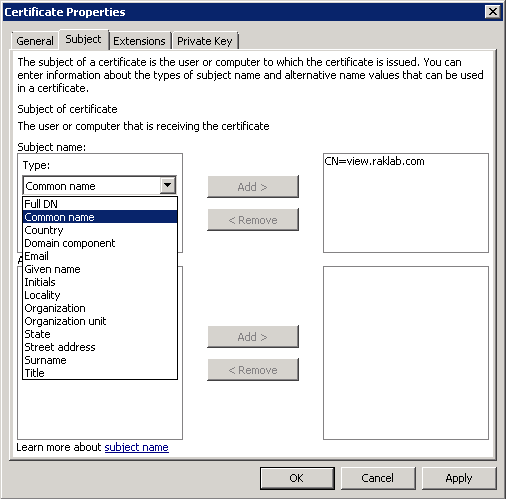 Certificate Properties
General
Subject
Extensions
Private Key
The subject of a certificate is the user or computer to which the certificate is issued. You can
enter information about the types of subject name and alternative name values that can be used
in a certificate.
Subject of certificate
The user or computer that is receiving the certificate
Subject name:
Type:
Common name
Add >
< Remove
CN=view.raklab.com
Full DN
Common name
Country
Domain component
Email
Given name
Initials
Locality
Organization
Organization unit
State
Street address
Surname
Title
Add >
< Remove
Learn more about subject name
OK
Cancel
Apply